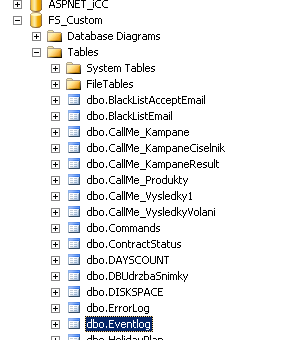 ASPNET_iCC
FS_Custom
Database Diagrams
Tables
System Tables
FileTables
dbo.BlackListAcceptEmail
dbo.BlackListEmail
dbo.CallMe_Kampane
dbo.CallMe_KampaneCiselnik
dbo.CallMe_KampaneResult
dbo.CallMe_Produkty
dbo.CallMe_Vysledky1
dbo.CallMe_VysledkyVolani
dbo.Commands
dbo.ContractStatus
dbo.DAYSCOUNT
dbo.DBUdrzbaSnimky
dbo.DISKSPACE
dbo.ErrorLog
dbo.Eventlog
dbo.HolidayPlan